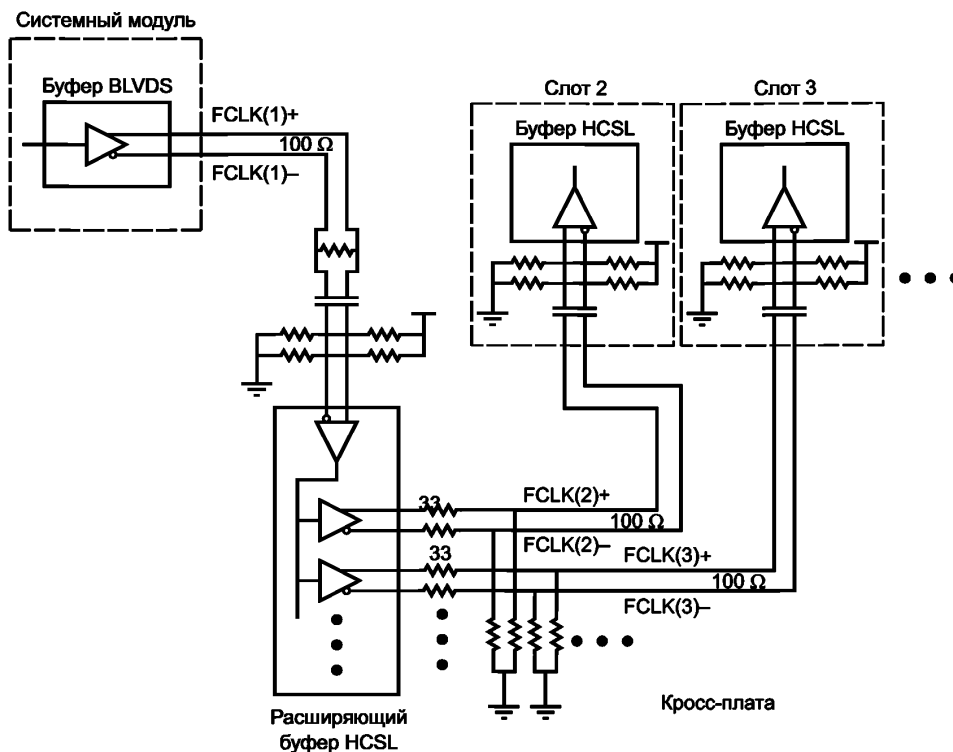 Системный модуль
Буфер BLVDS
FCLK(1)+
100 Ω
FCLK(1)–
Слот 2
Буфер HCSL
Слот 3
Буфер HCSL
33
FCLK(2)+
100 Ω
FCLK(2)–
33
FCLK(3)+
100 Ω
FCLK(3)–
Кросс-плата
Расширяющий
буфер HCSL